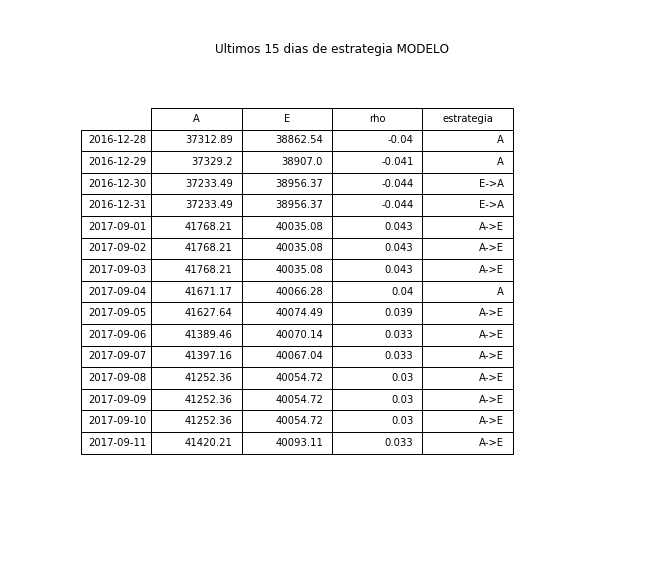 Ultimos 15 dias de estrategia MODELO
A E rho estrategia
2016-12-28 37312.89 38862.54 -0.04 A
2016-12-29 37329.2 38907.0 -0.041 A
2016-12-30 37233.49 38956.37 -0.044 E->A
2016-12-31 37233.49 38956.37 -0.044 E->A
2017-09-01 41768.21 40035.08 0.043 A->E
2017-09-02 41768.21 40035.08 0.043 A->E
2017-09-03 41768.21 40035.08 0.043 A->E
2017-09-04 41671.17 40066.28 0.04 A
2017-09-05 41627.64 40074.49 0.039 A->E
2017-09-06 41389.46 40070.14 0.033 A->E
2017-09-07 41397.16 40067.04 0.033 A->E
2017-09-08 41252.36 40054.72 0.03 A->E
2017-09-09 41252.36 40054.72 0.03 A->E
2017-09-10 41252.36 40054.72 0.03 A->E
2017-09-11 41420.21 40093.11 0.033 A->E